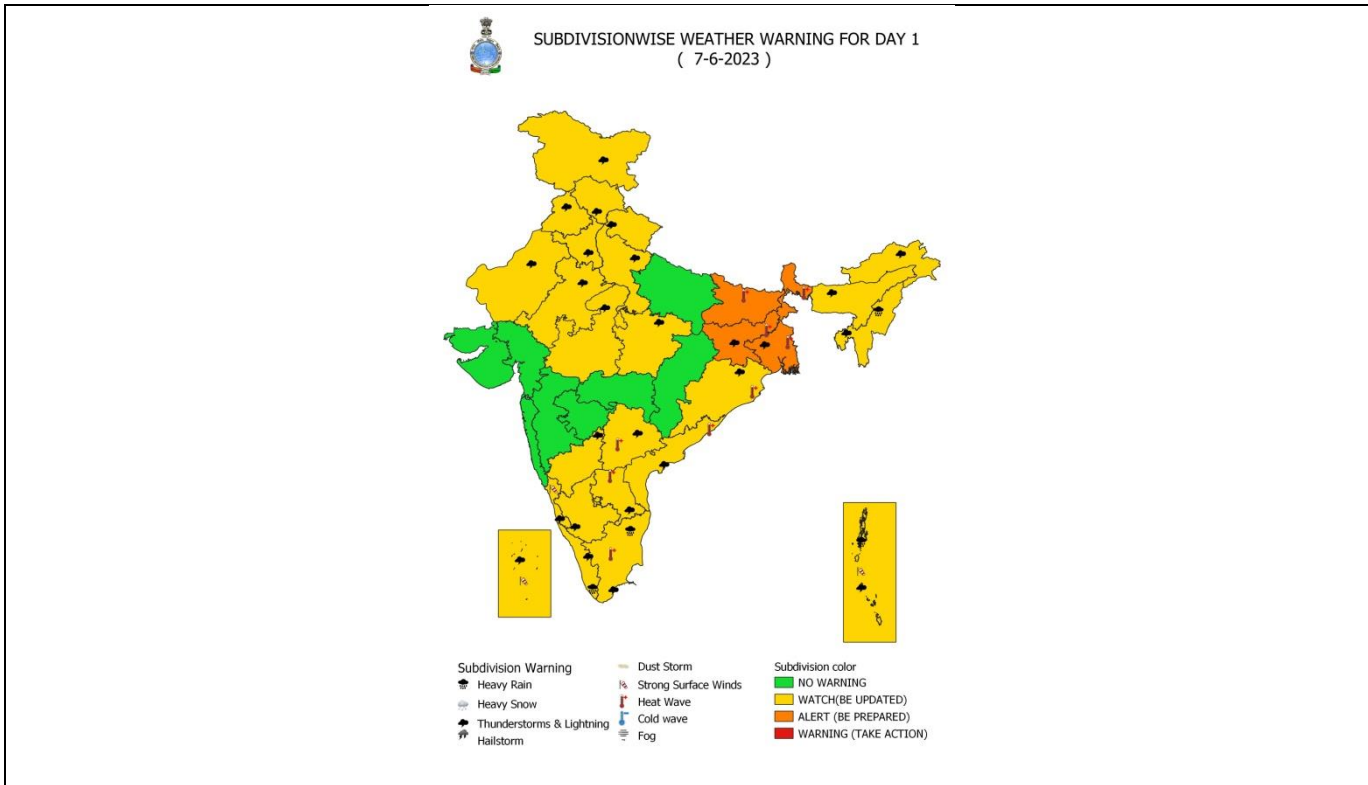 SUBDIVISIONWISE WEATHER WARNING FOR DAY 1
( 7-6-2023 )
Subdivision Warning
Heavy Rain
Heavy Snow
Thunderstorms & Lightning
Hailstorm
Dust Storm
Strong Surface Winds
Heat Wave
Cold wave
Fog
Subdivision color
NO WARNING
WATCH(BE UPDATED)
ALERT (BE PREPARED)
WARNING (TAKE ACTION)